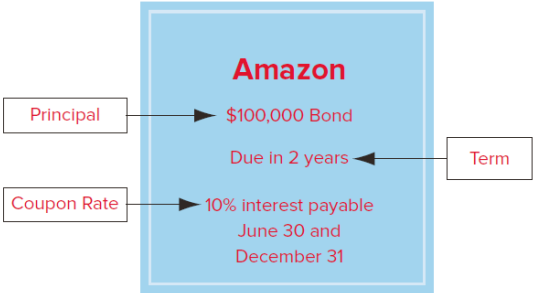 Amazon
Principal
$100,000 Bond
Due in 2 years
Term
Coupon Rate
10% interest payable
June 30 and
December 31